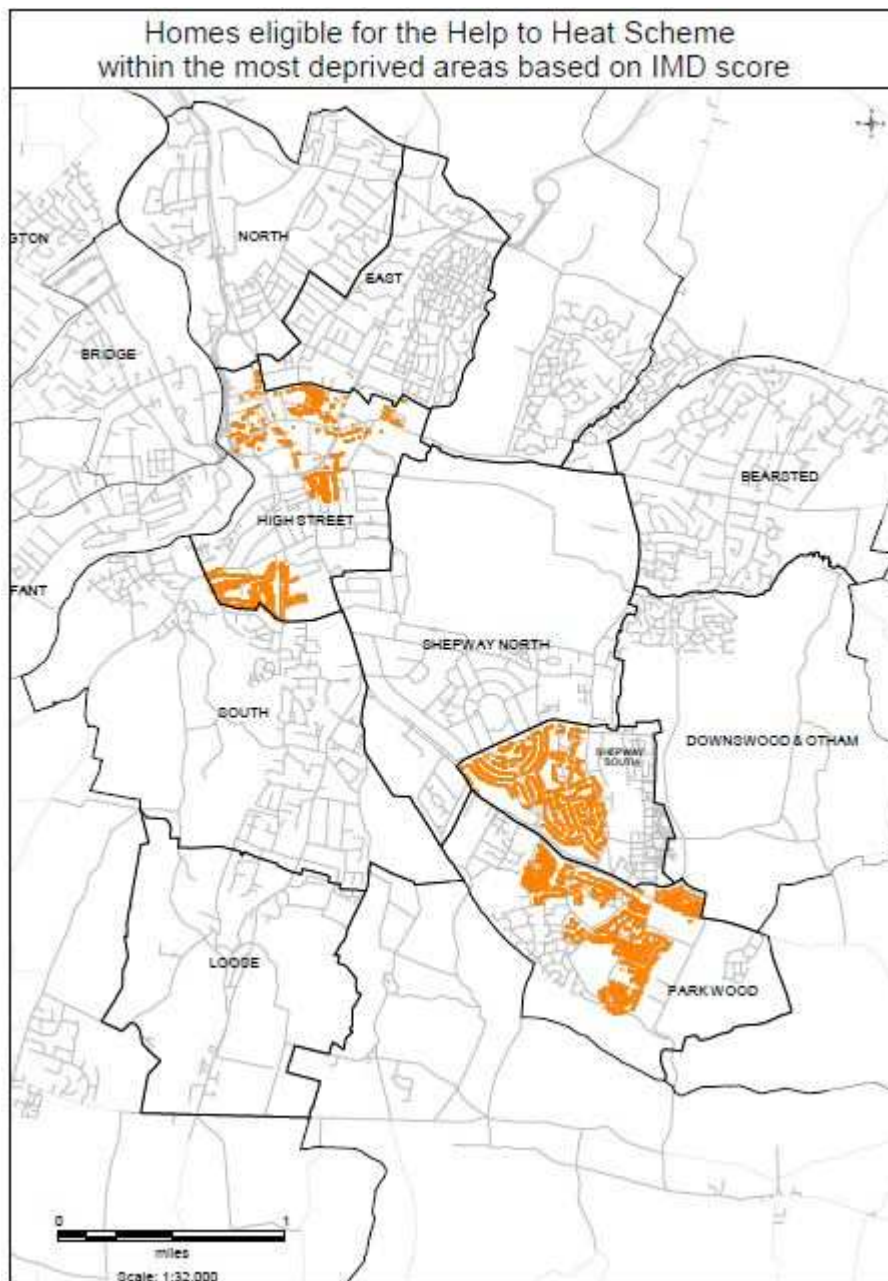 Homes eligible for the Help to Heat Scheme
within the most deprived areas based on IMD score
NORTH
GTON
EAST
BRIDGE
BEARSTED
HIGH STREET
FANT
SHEPWAY NORTH
SOUTH
DOWNSWOOD & OTHAM
SHEPWAY
SOUTH
LOOSE
PARK WOOD
0 1
miles
Scale: 1:32,000